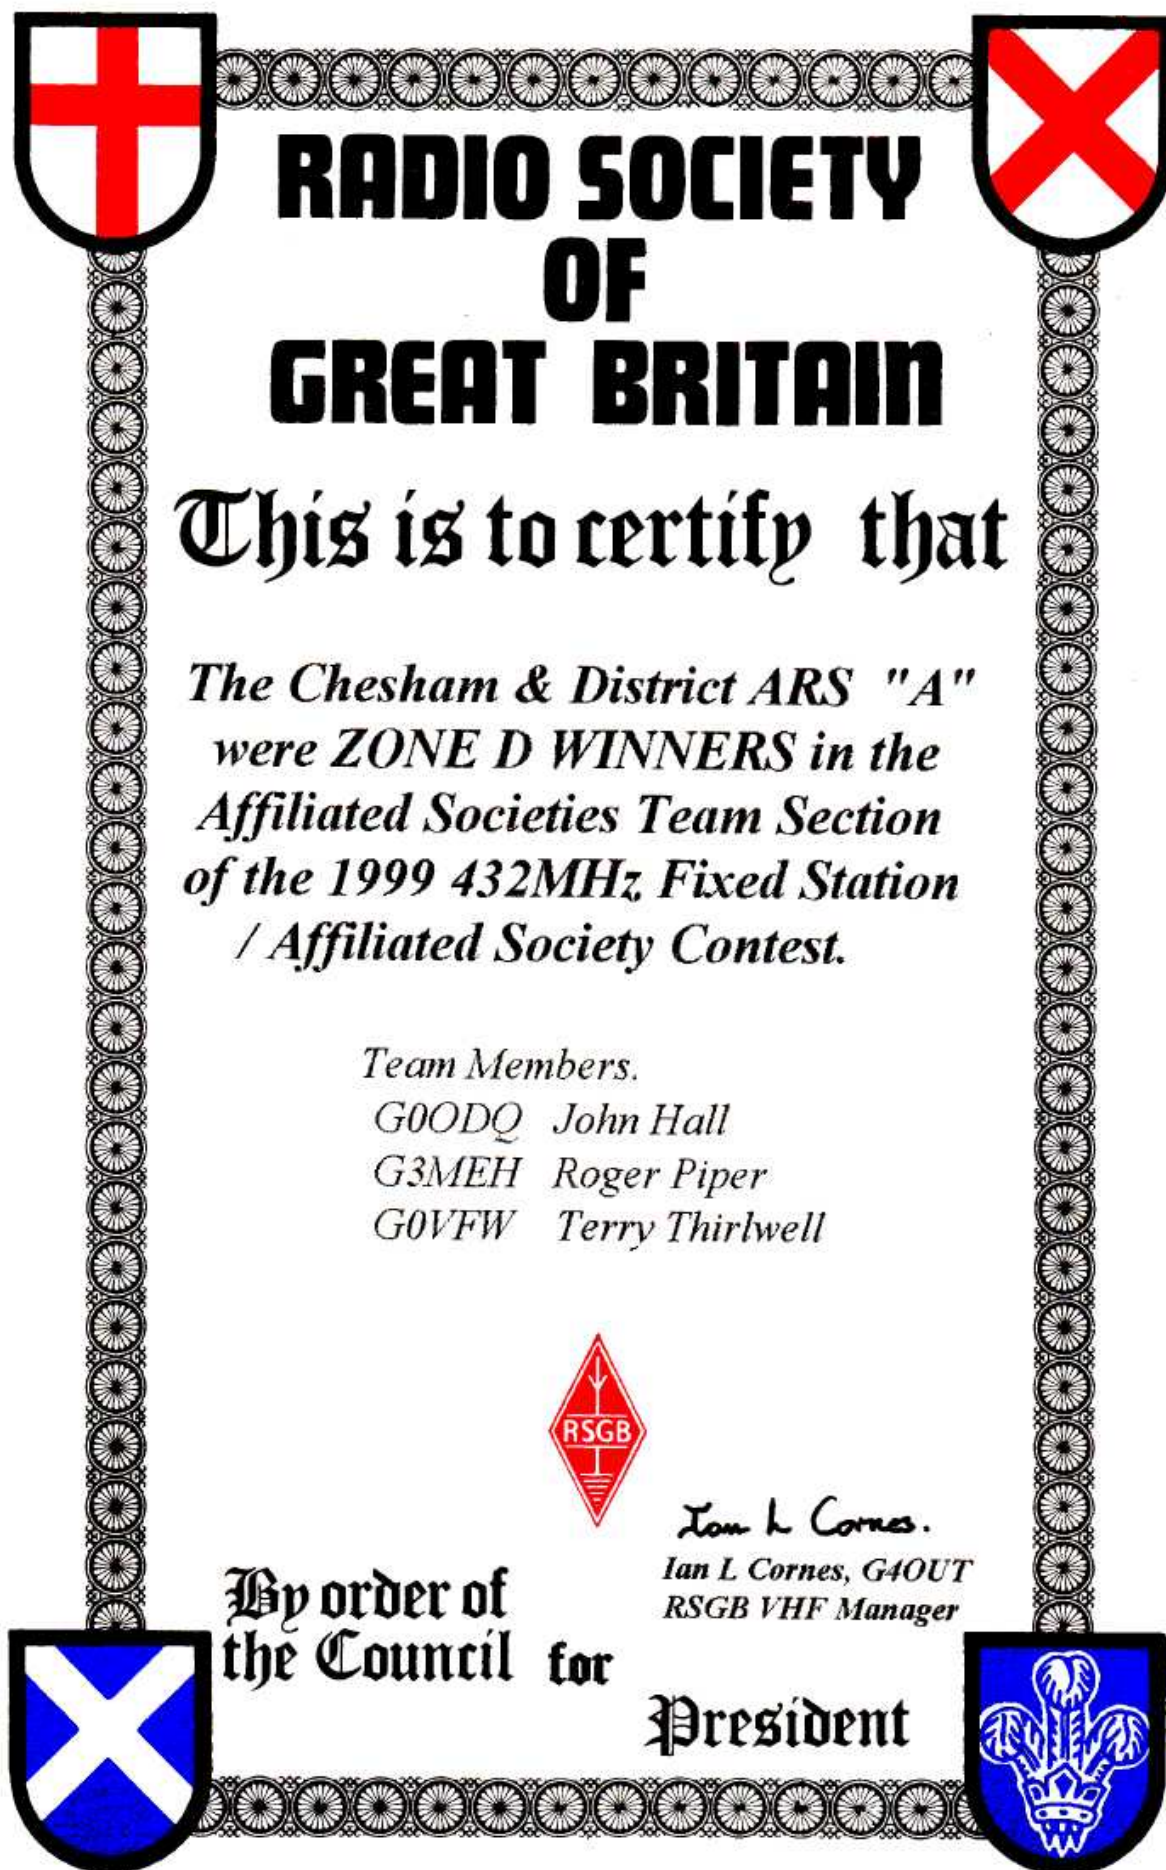 RADIO SOCIETY
OF
GREAT BRITAIN
This is to certify that
The Chesham & District ARS "A"
were ZONE D WINNERS in the
Affiliated Societies Team Section
of the 1999 432MHz Fixed Station
/ Affiliated Society Contest.
Team Members.
G0ODQ John Hall
G3MEH Roger Piper
G0VFW Terry Thirlwell
RSGB
Ian L Cornes.
Ian L Cornes, G4OUT
RSGB VHF Manager
By order of
the Council for
President